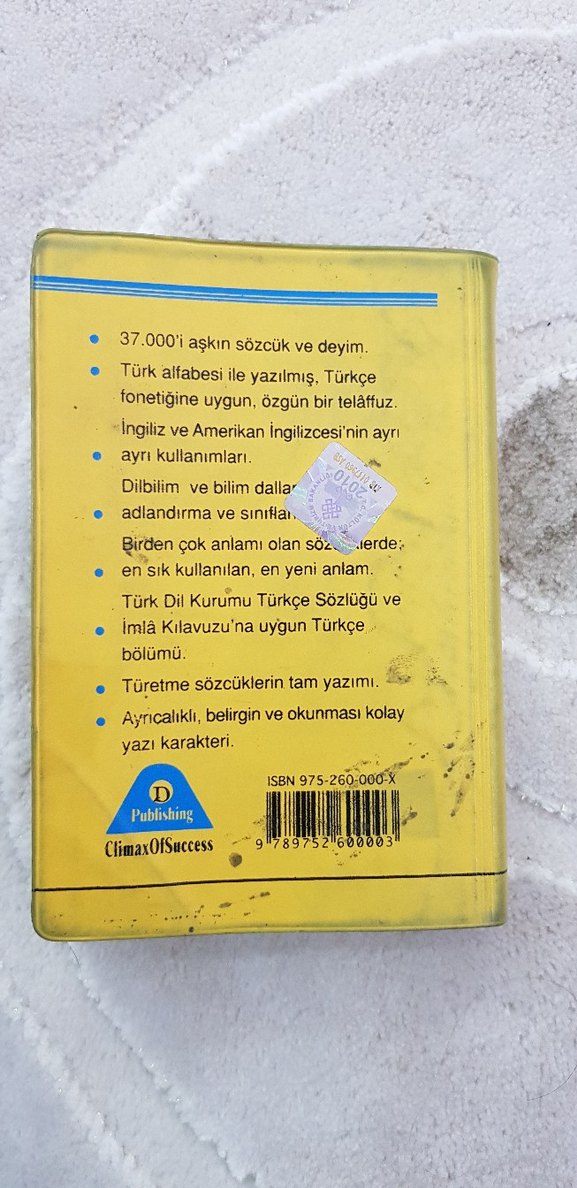 37.000'i aşkın sözcük ve deyim.
Türk alfabesi ile yazılmış, Türkçe
fonetiğine uygun, özgün bir telâffuz.
İngiliz ve Amerikan İngilizcesi'nin ayrı
ayrı kullanımları.
Dilbilim ve bilim
adlandırma ve
2010
Birden çok anlamı olan
en sık kullanılan, en yeni anlam.
Türk Dil Kurumu Türkçe Sözlüğü ve
İmlâ Kılavuzu'na uygun Türkçe
bölümü.
Türetme sözcüklerin tam yazımı.
Ayrıcalıklı, belirgin ve okunması kolay
yazı karakteri.
D
Publishing
ClimaxOfSuccess
ISBN 975-260-000-X
9 789752 600003